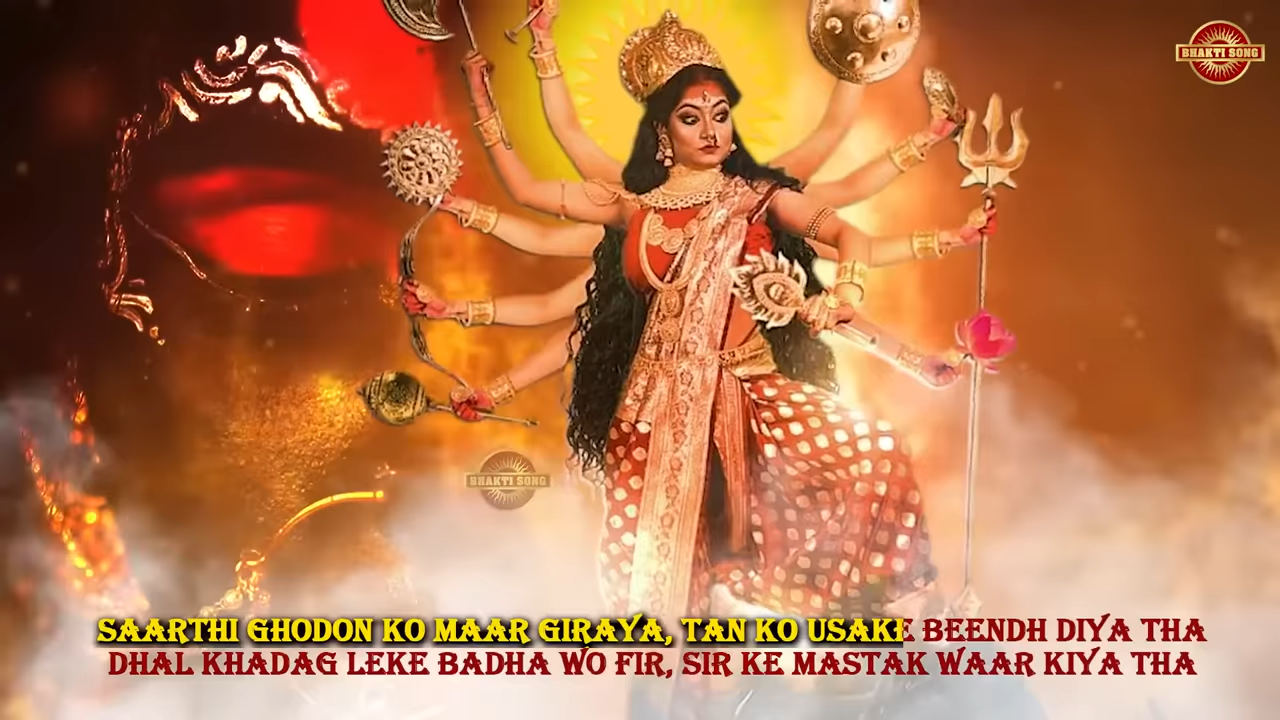 BHAKTI SONG
BHAKTI SONG
SAARTHI GHODON KO MAAR GIRAYA, TAN KO USAKE BEENDH DIYA THA
DHAL KHADAG LEKE BADHA WO FIR, SIR KE MASTAK WAAR KIYA THA